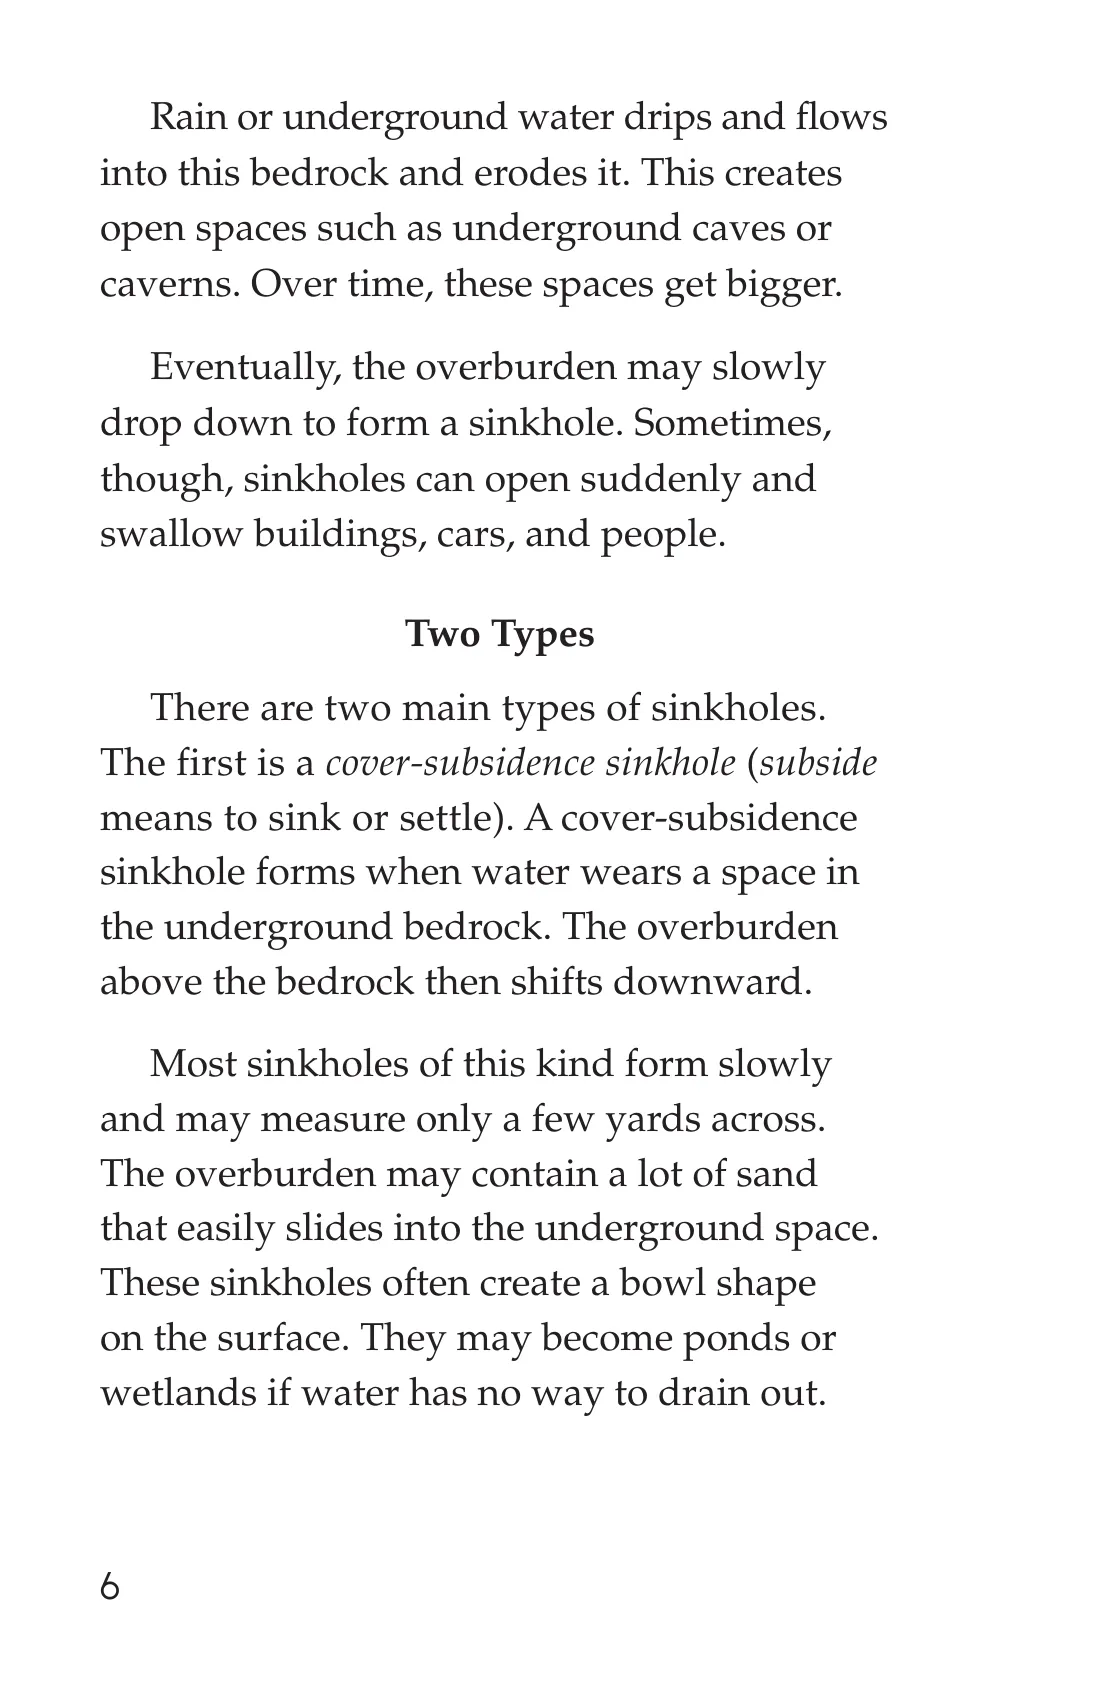 Rain or underground water drips and flows
into this bedrock and erodes it. This creates
open spaces such as underground caves or
caverns. Over time, these spaces get bigger.
Eventually, the overburden may slowly
drop down to form a sinkhole. Sometimes,
though, sinkholes can open suddenly and
swallow buildings, cars, and people.
Two Types
There are two main types of sinkholes.
The first is a cover-subsidence sinkhole (subside
means to sink or settle). A cover-subsidence
sinkhole forms when water wears a space in
the underground bedrock. The overburden
above the bedrock then shifts downward.
Most sinkholes of this kind form slowly
and may measure only a few yards across.
The overburden may contain a lot of sand
that easily slides into the underground space.
These sinkholes often create a bowl shape
on the surface. They may become ponds or
wetlands if water has no way to drain out.
6